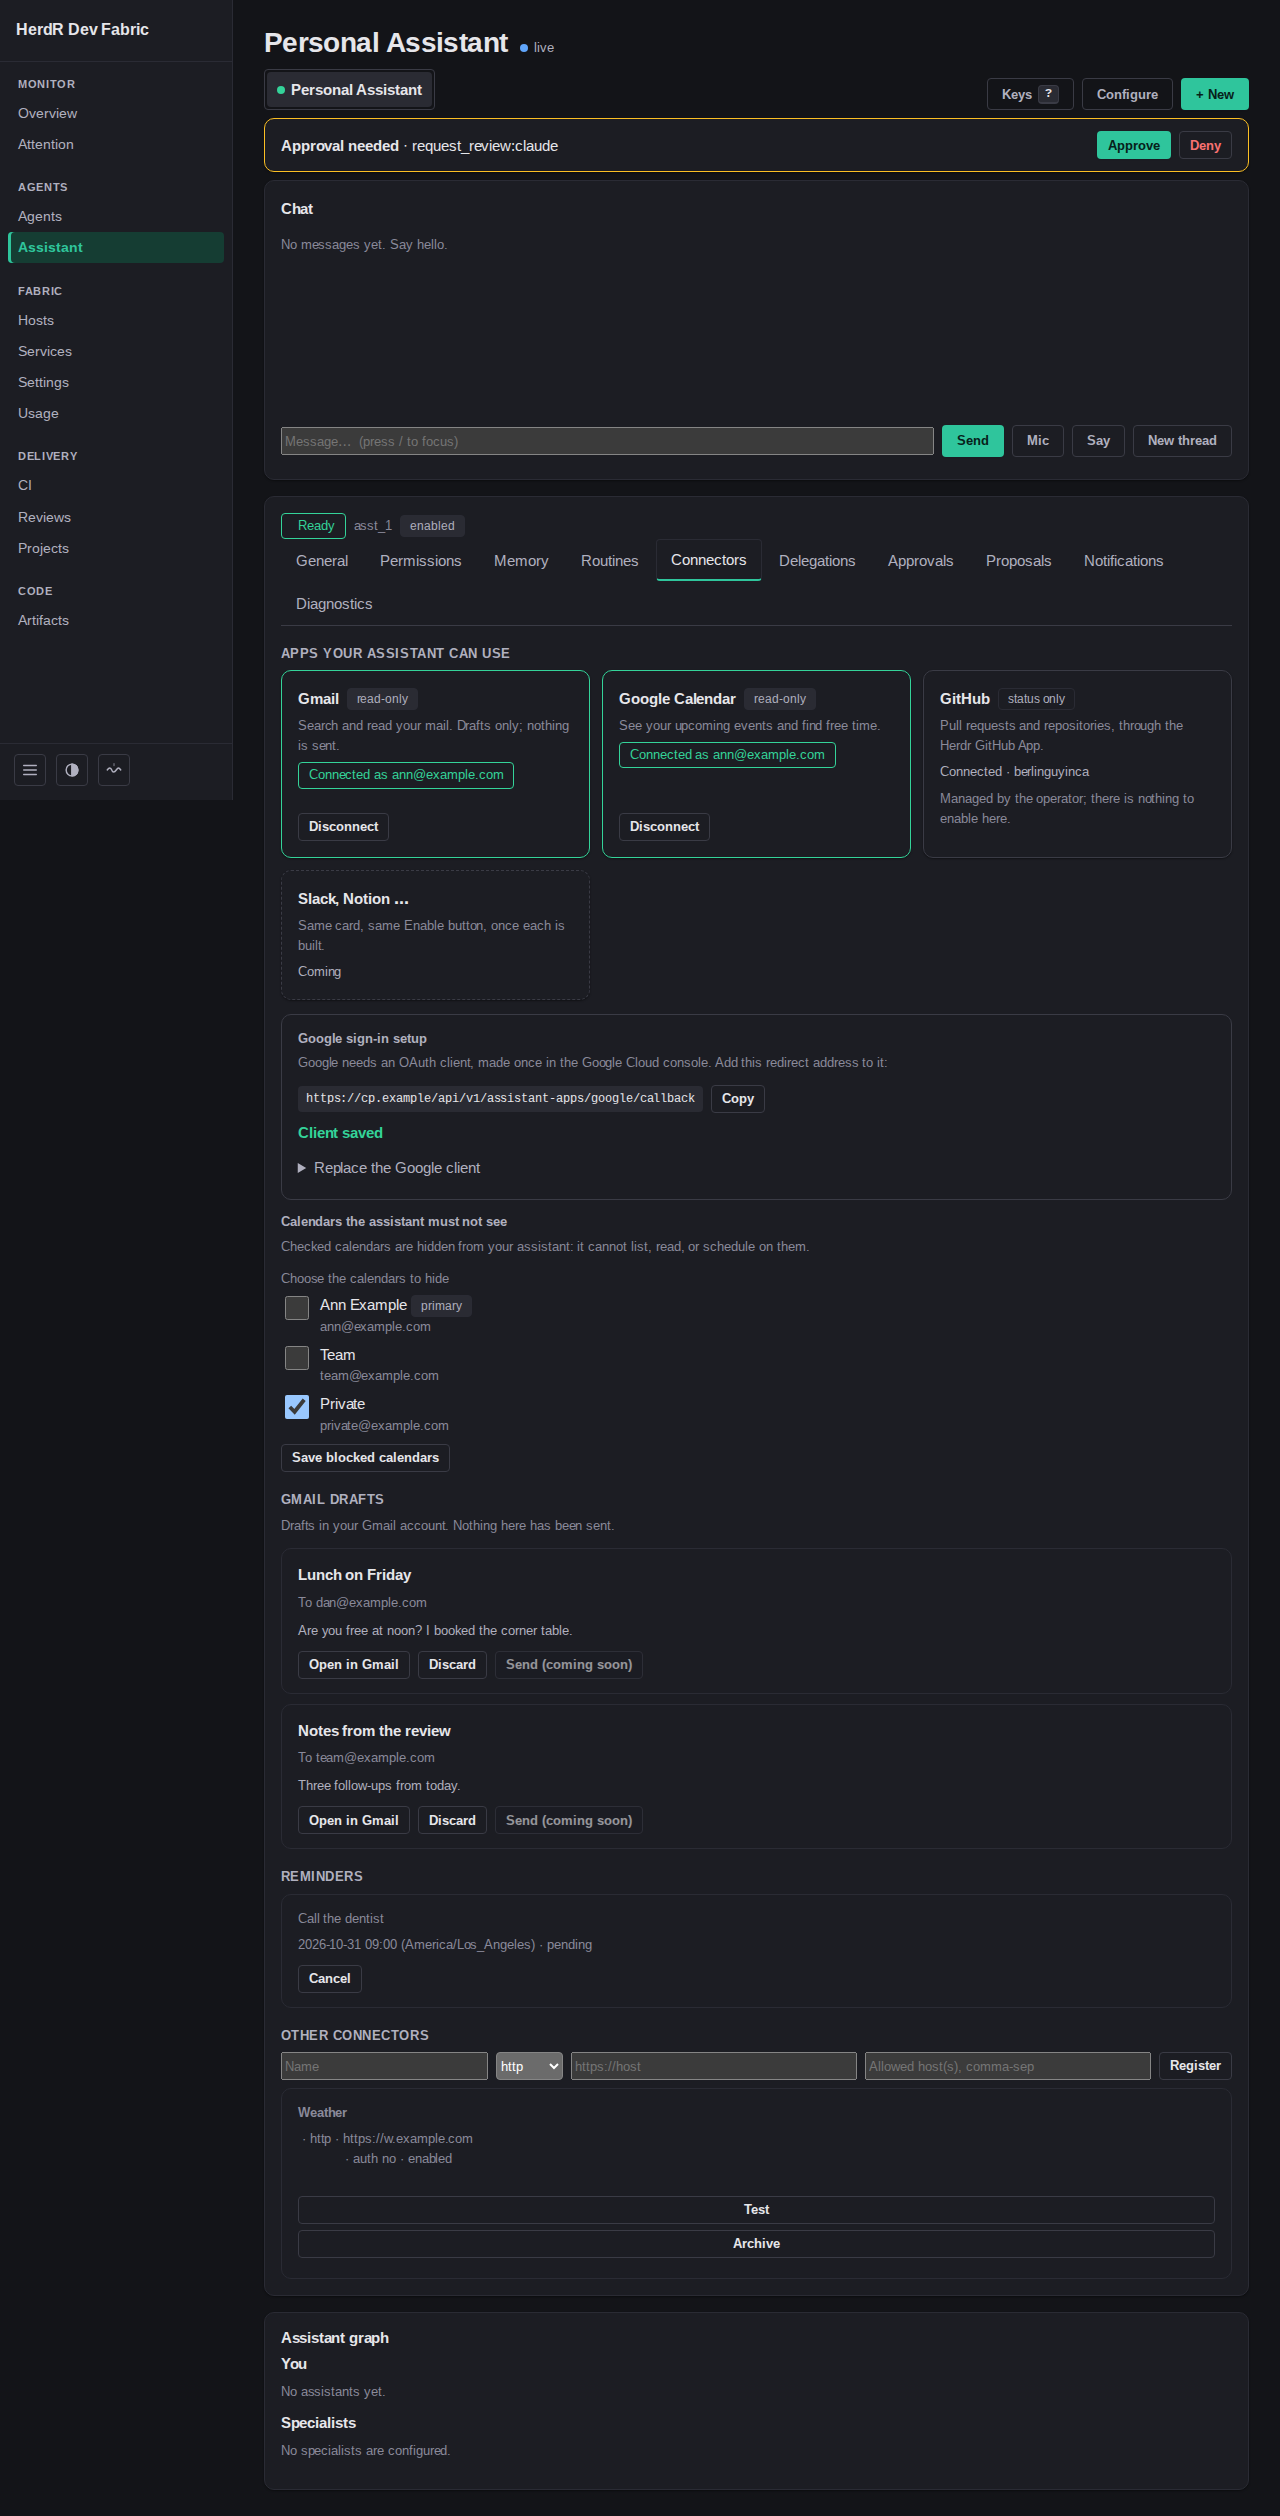 HerdR Dev Fabric
MONITOR
Overview
Attention
AGENTS
Agents
Assistant
FABRIC
Hosts
Services
Settings
Usage
DELIVERY
CI
Reviews
Projects
CODE
Artifacts
Personal Assistant live
Personal Assistant
Keys ?
Configure
+ New
Approval needed · request_review:claude
Approve
Deny
Chat
No messages yet. Say hello.
Message… (press / to focus)
Send
Mic
Say
New thread
Ready asst_1 enabled
General
Permissions
Memory
Routines
Connectors
Delegations
Approvals
Proposals
Notifications
Diagnostics
APPS YOUR ASSISTANT CAN USE
Gmail read-only
Search and read your mail. Drafts only; nothing
is sent.
Connected as ann@example.com
Disconnect
Google Calendar read-only
See your upcoming events and find free time.
Connected as ann@example.com
Disconnect
GitHub status only
Pull requests and repositories, through the
Herdr GitHub App.
Connected · berlinguyinca
Managed by the operator; there is nothing to
enable here.
Slack, Notion …
Same card, same Enable button, once each is
built.
Coming
Google sign-in setup
Google needs an OAuth client, made once in the Google Cloud console. Add this redirect address to it:
https://cp.example/api/v1/assistant-apps/google/callback Copy
Client saved
Replace the Google client
Calendars the assistant must not see
Checked calendars are hidden from your assistant: it cannot list, read, or schedule on them.
Choose the calendars to hide
Ann Example primary
ann@example.com
Team
team@example.com
Private
private@example.com
Save blocked calendars
GMAIL DRAFTS
Drafts in your Gmail account. Nothing here has been sent.
Lunch on Friday
To dan@example.com
Are you free at noon? I booked the corner table.
Open in Gmail Discard Send (coming soon)
Notes from the review
To team@example.com
Three follow-ups from today.
Open in Gmail Discard Send (coming soon)
REMINDERS
Call the dentist
2026-10-31 09:00 (America/Los_Angeles) · pending
Cancel
OTHER CONNECTORS
Name http https://host Allowed host(s), comma-sep Register
Weather
· http · https://w.example.com
· auth no · enabled
Test
Archive
Assistant graph
You
No assistants yet.
Specialists
No specialists are configured.